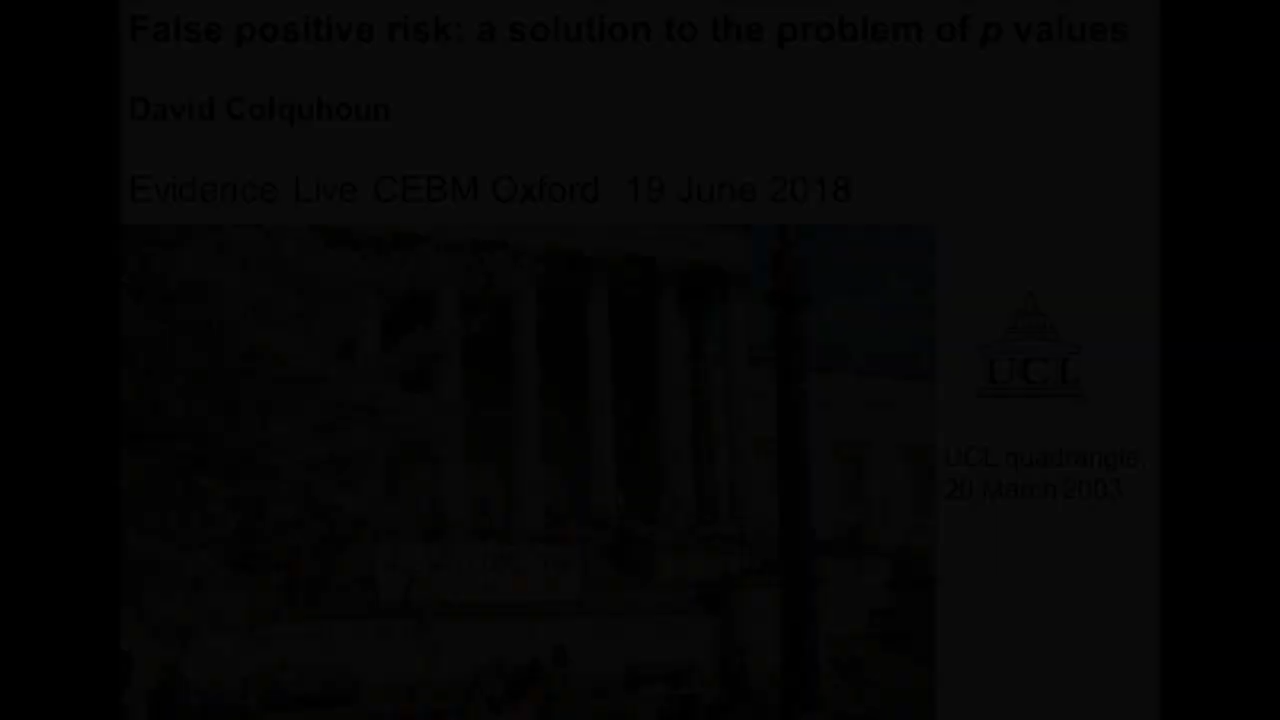 False positive risk: a solution to the problem of p values
David Colquhoun
Evidence Live CEBM Oxford 19 June 2018
UCL
UCL quadrangle,
20 March 2003